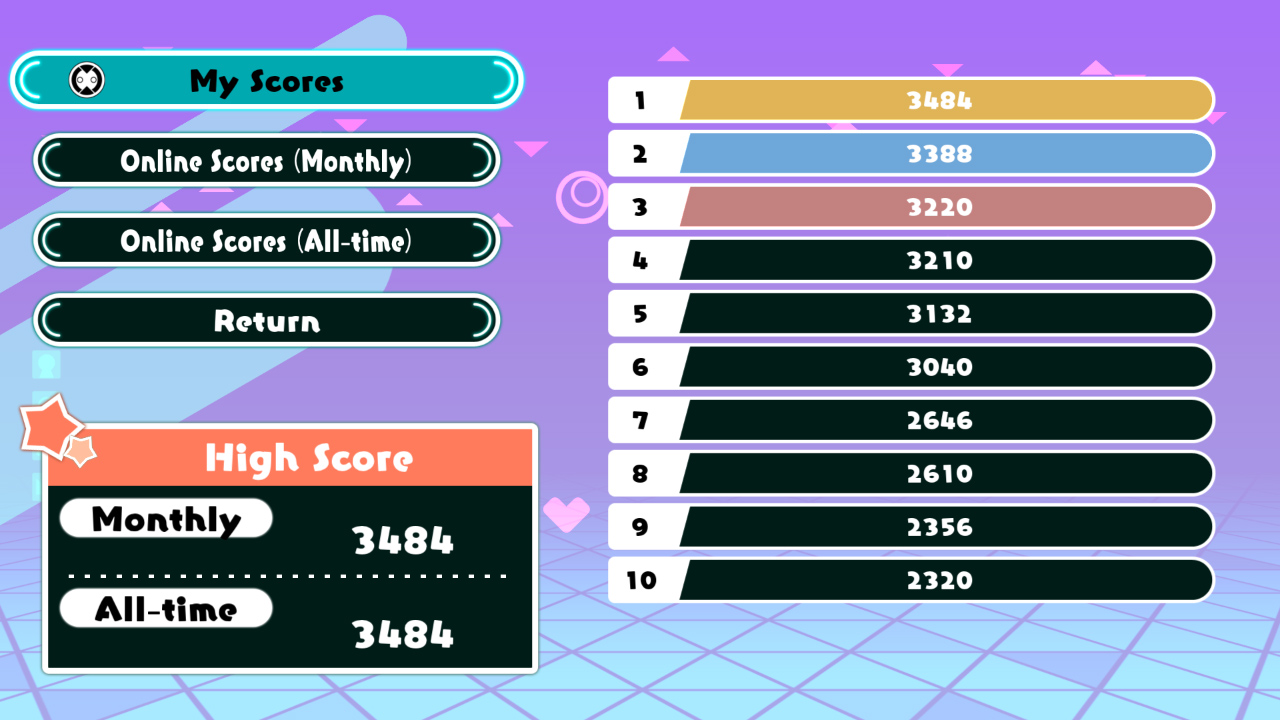 My Scores
Online Scores (Monthly)
Online Scores (All-time)
Return
High Score
Monthly
3484
All-time
3484
1 3484
2 3388
3 3220
4 3210
5 3132
6 3040
7 2646
8 2610
9 2356
10 2320